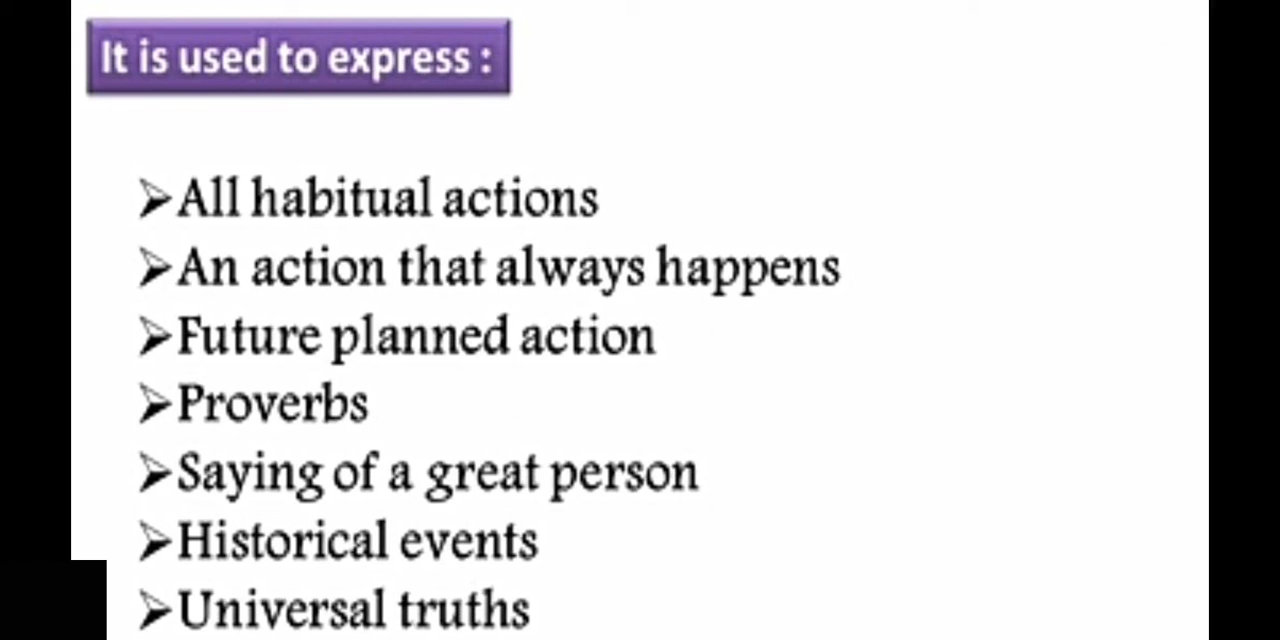 It is used to express :
➢All habitual actions
➢An action that always happens
➢Future planned action
➢Proverbs
➢Saying of a great person
➢Historical events
➢Universal truths